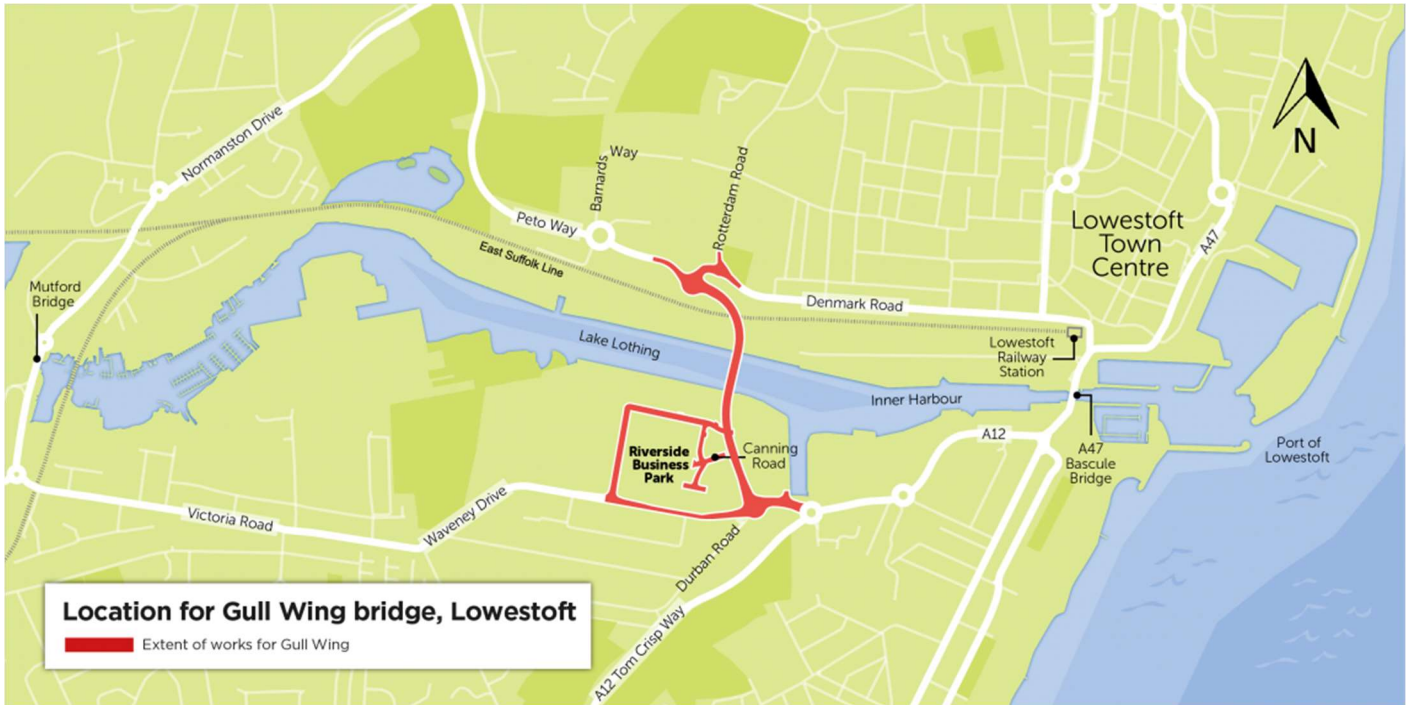 Normanston Drive
Barnards
Way
Rotterdam Road
N
Peto Way
East Suffolk Line
Lowestoft
Town
Centre
A47
Mutford
Bridge
Denmark Road
Lake Lothing
Lowestoft
Railway
Station
Inner Harbour
A12
Riverside
Business
Park
Canning
Road
A47
Bascule
Bridge
Port of
Lowestoft
Victoria Road
Waveney Drive
Durban Road
A12 Tom Crisp Way
Location for Gull Wing bridge, Lowestoft
Extent of works for Gull Wing